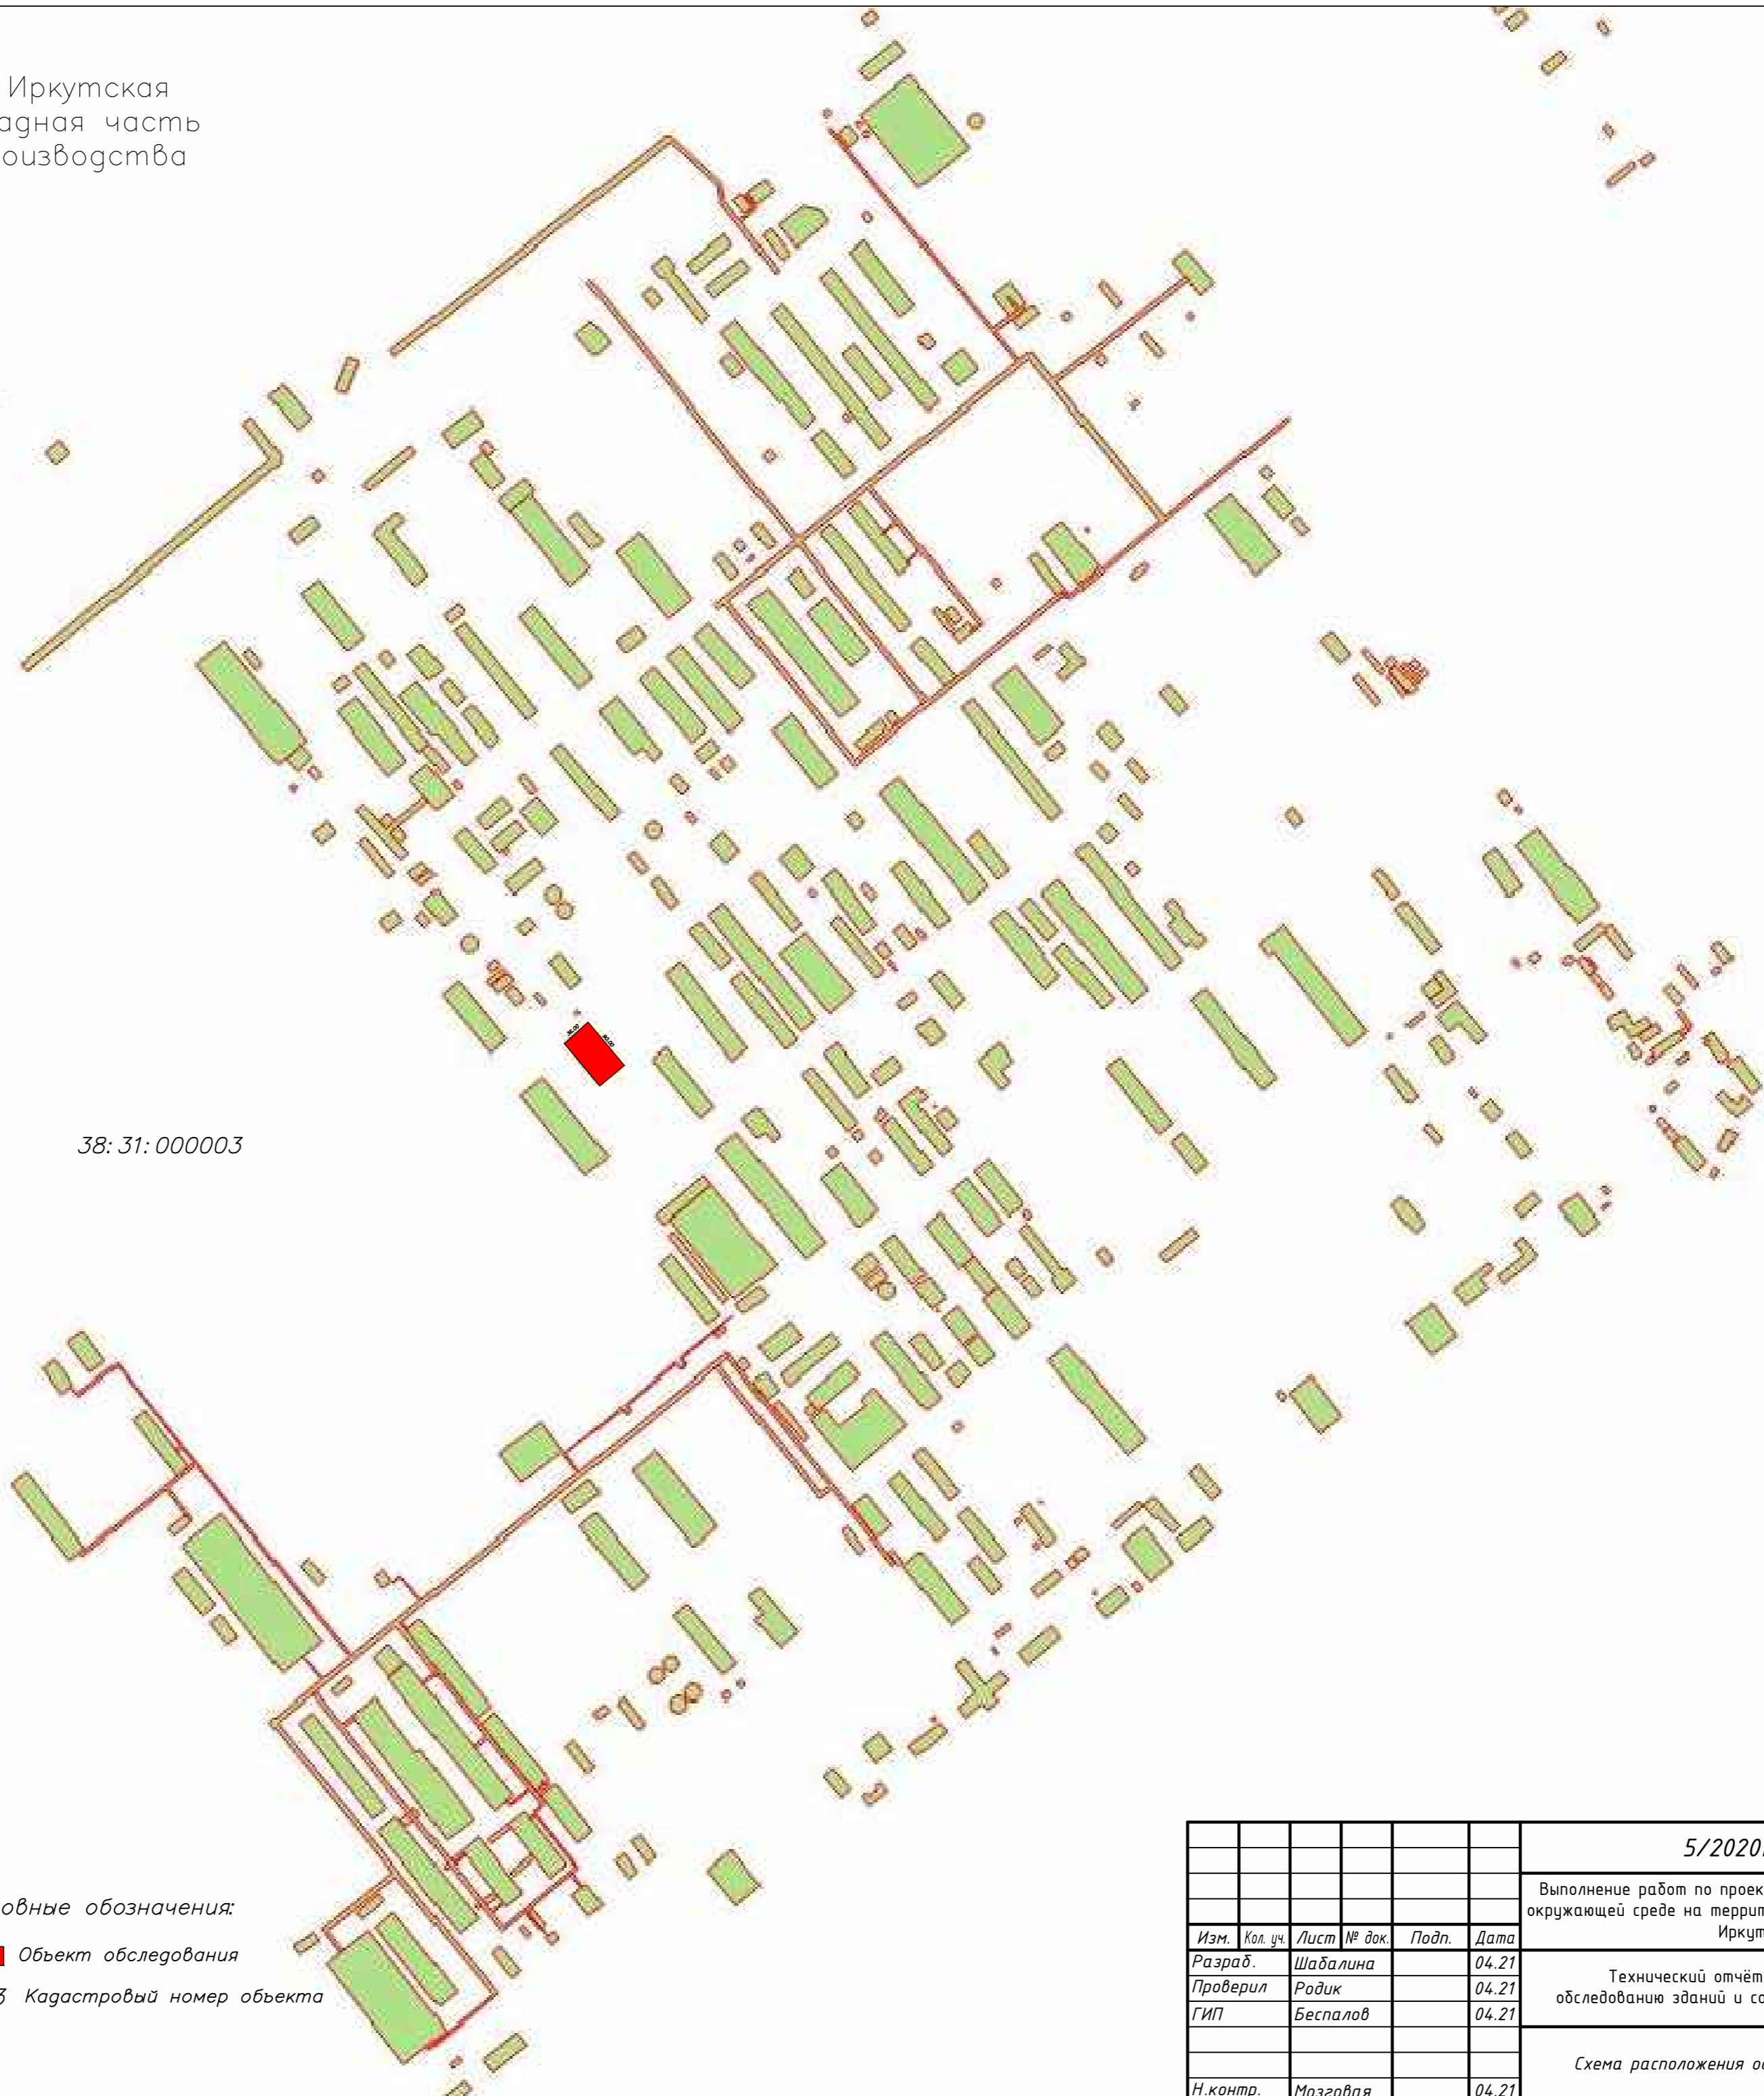 Иркутская
адная часть
оизводства
38:31:000003
овные обозначения:
Объект обследования
3 Кадастровый номер объекта
5/2020
Выполнение работ по проек
окружающей среде на террит
Иркут
Изм. Кол. уч. Лист № док. Подп. Дата
Разраб. Шабалина 04.21
Проверил Родик 04.21
ГИП Беспалов 04.21
Технический отчёт
обследованию зданий и со
Схема расположения о
Н.контр. Мозговая 04.21